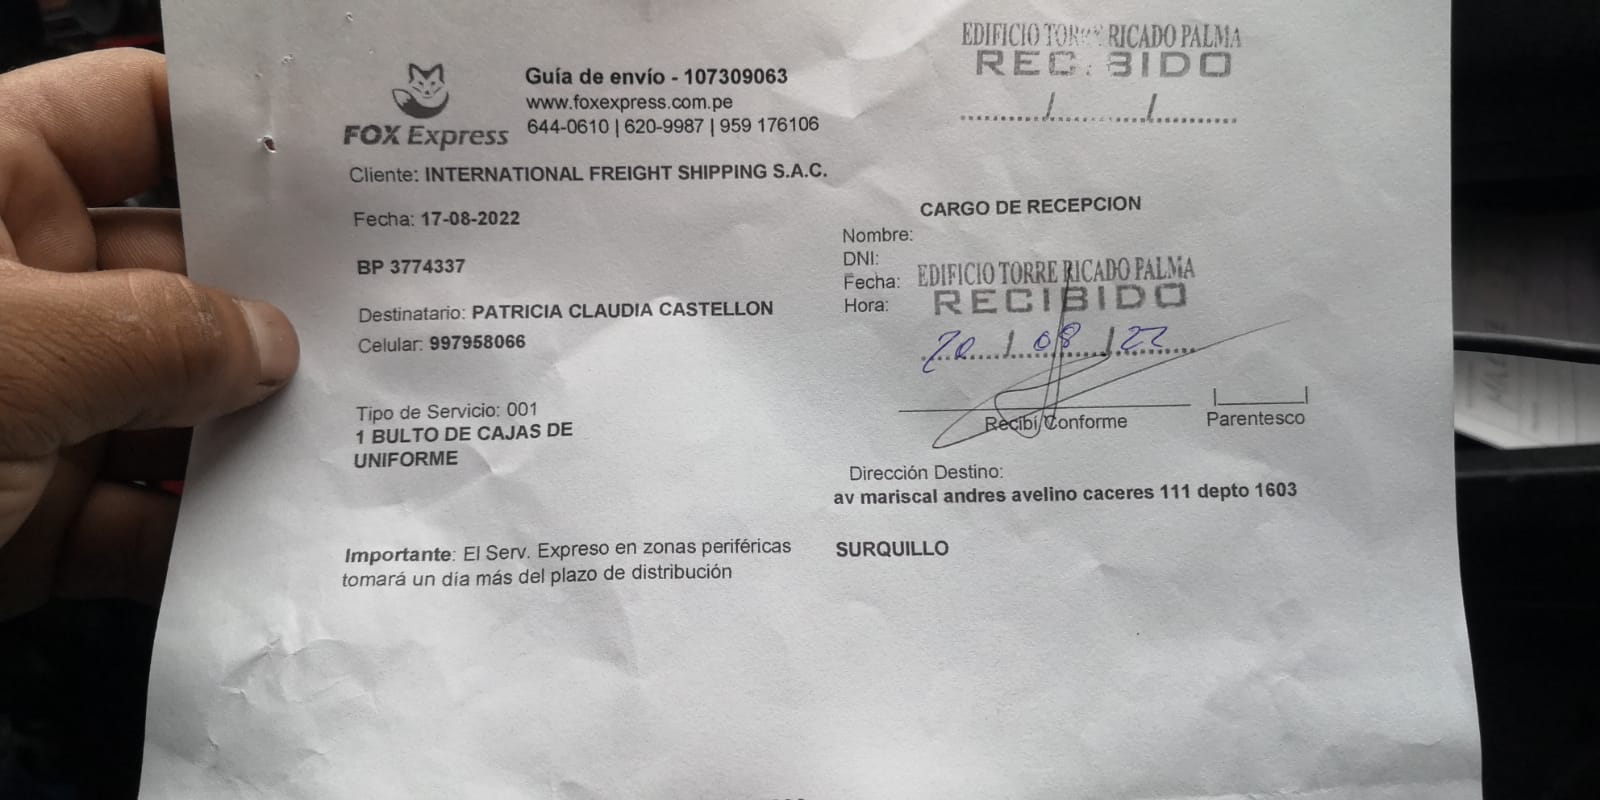 EDIFICIO TORRE RICADO PALMA
RECIBIDO
FOX Express
Guía de envío - 107309063
www.foxexpress.com.pe
644-0610 | 620-9987 | 959 176106
Cliente: INTERNATIONAL FREIGHT SHIPPING S.A.C.
Fecha: 17-08-2022
BP 3774337
Destinatario: PATRICIA CLAUDIA CASTELLON
Celular: 997958066
Tipo de Servicio: 001
1 BULTO DE CAJAS DE
UNIFORME
Importante: El Serv. Expreso en zonas periféricas
tomará un día más del plazo de distribución
CARGO DE RECEPCION
Nombre:
DNI:
Fecha:
Hora:
EDIFICIO TORRE RICADO PALMA
RECIBIDO
20/08/22
Recibí Conforme
Parentesco
Dirección Destino:
av mariscal andres avelino caceres 111 depto 1603
SURQUILLO